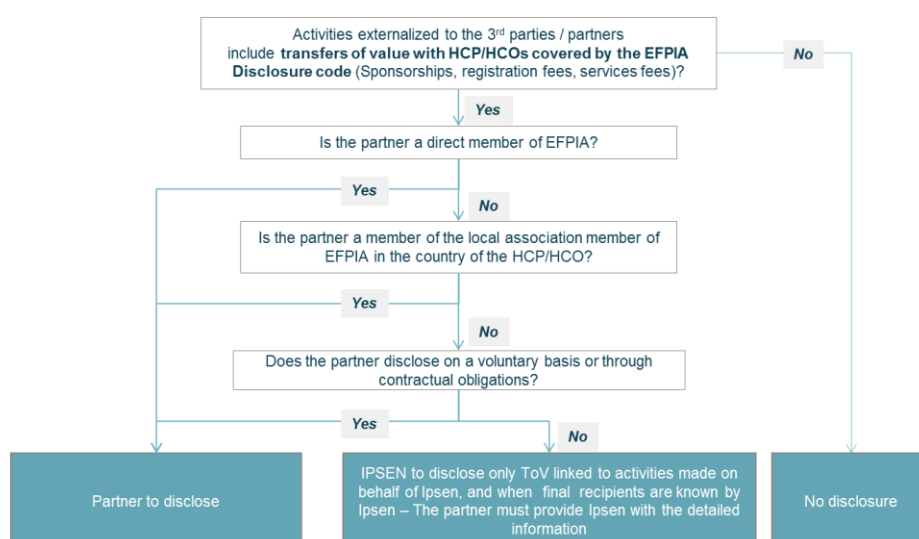 Activities externalized to the 3rd parties / partners
include transfers of value with HCP/HCOs covered by the EFPIA
Disclosure code (Sponsorships, registration fees, services fees)?
No
Yes
Is the partner a direct member of EFPIA?
Yes
No
Is the partner a member of the local association member of
EFPIA in the country of the HCP/HCO?
Yes
No
Does the partner disclose on a voluntary basis or through
contractual obligations?
Yes
No
Partner to disclose
IPSEN to disclose only ToV linked to activities made on
behalf of Ipsen, and when final recipients are known by
Ipsen – The partner must provide Ipsen with the detailed
information
No disclosure